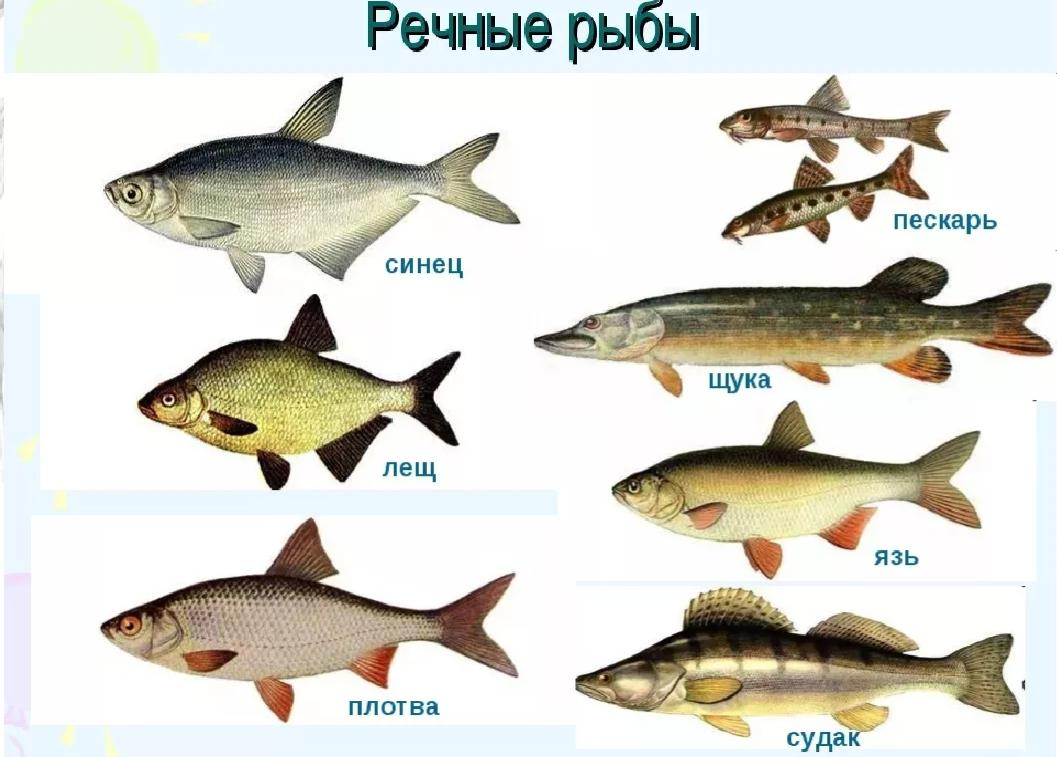 Речные рыбы
синец
пескарь
щука
лещ
язь
плотва
судак